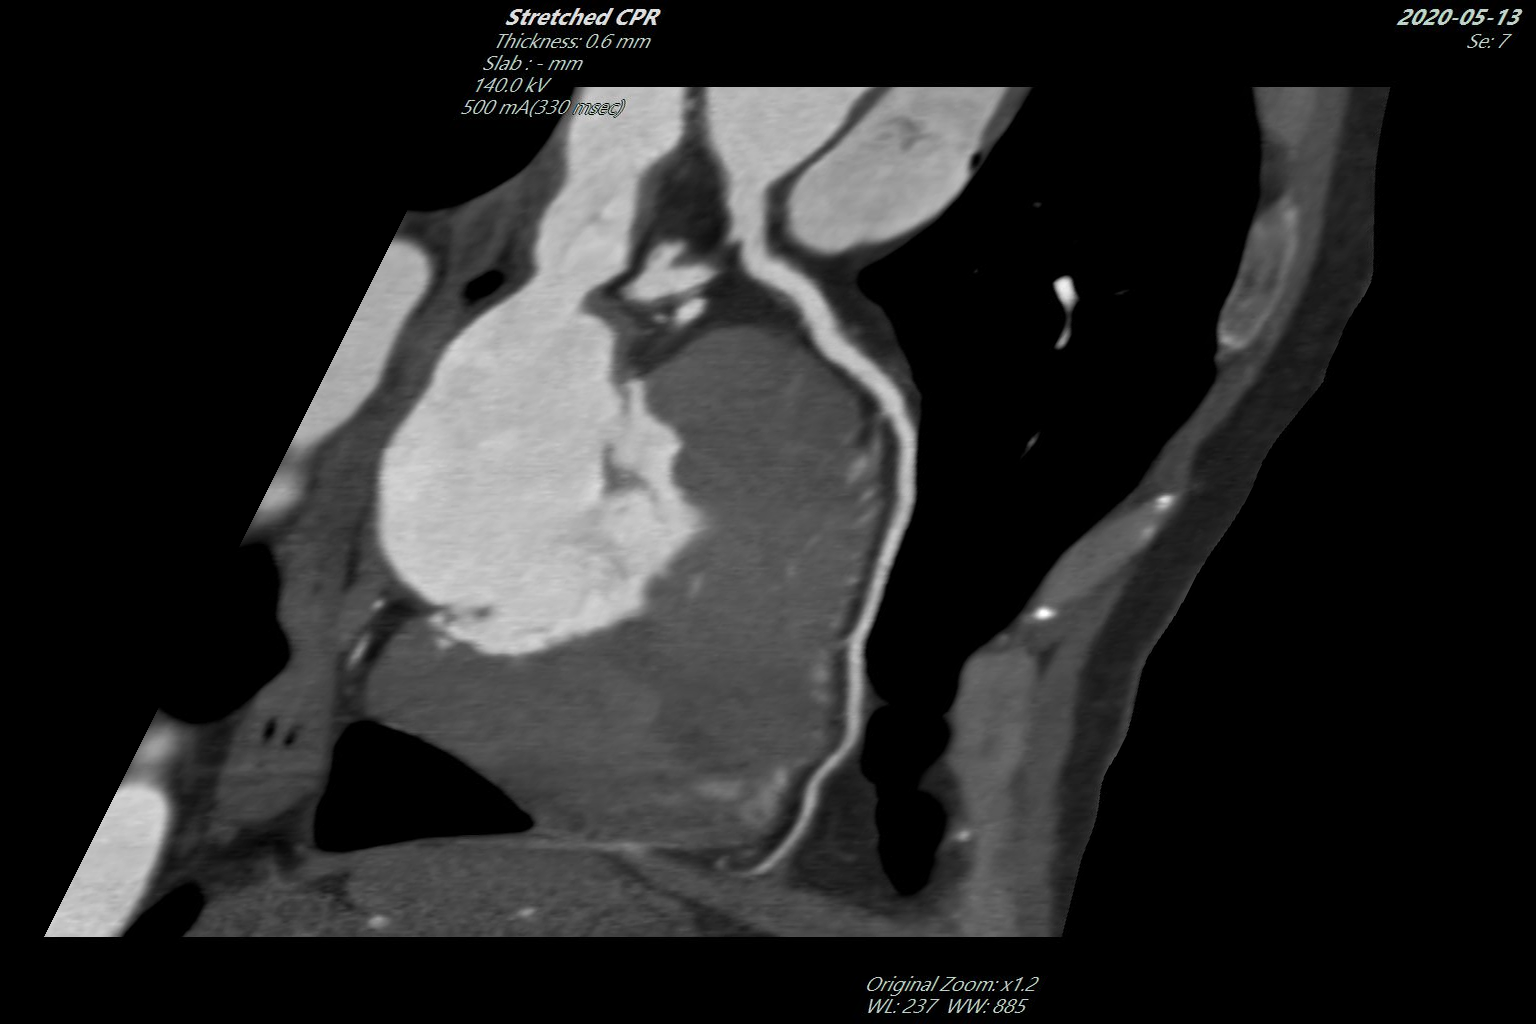 Stretched CPR
Thickness: 0.6 mm
Slab : - mm
140.0 kV
500 mA(330 msec)
2020-05-13
Se: 7
Original Zoom: x1.2
WL: 237 WW: 885